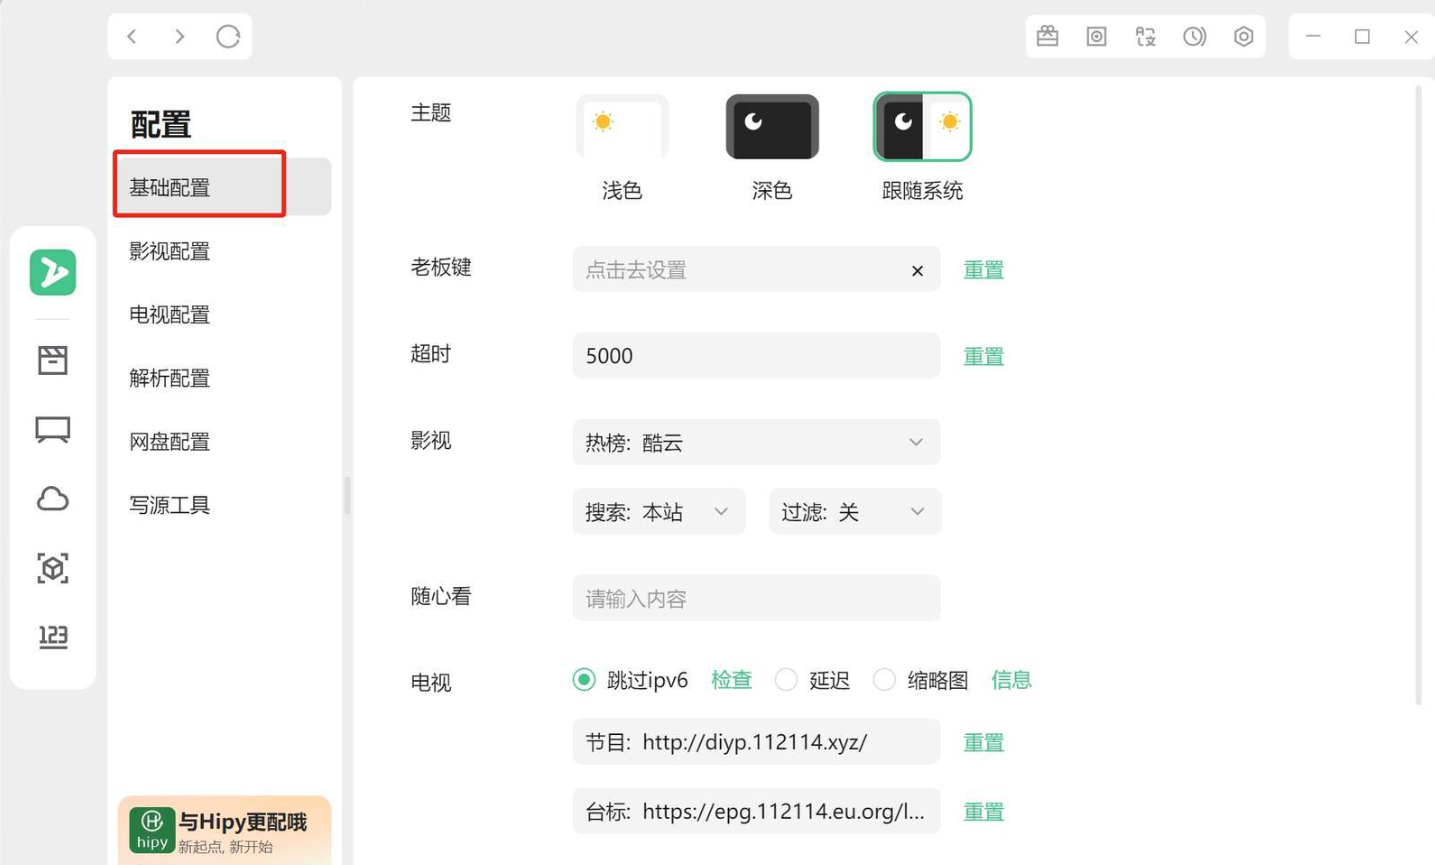 配置
基础配置
影视配置
电视配置
解析配置
网盘配置
写源工具
123
与Hipy更配哦
hipy
新起点, 新开始
主题
浅色
深色
跟随系统
老板键
点击去设置
重置
超时
5000
重置
影视
热榜: 酷云
搜索: 本站
过滤: 关
随心看
请输入内容
电视
跳过ipv6 检查 延迟 缩略图 信息
节目: http://diyp.112114.xyz/
重置
台标: https://epg.112114.eu.org/l...
重置